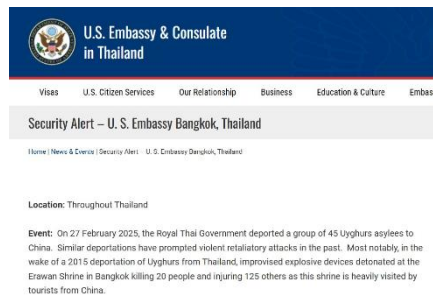 U.S. Embassy & Consulate
in Thailand
Visas U.S. Citizen Services Our Relationship Business Education & Culture Embas
Security Alert – U. S. Embassy Bangkok, Thailand
Home | News & Events | Security Alert – U. S. Embassy Bangkok, Thailand
Location: Throughout Thailand
Event: On 27 February 2025, the Royal Thai Government deported a group of 45 Uyghurs asylees to
China. Similar deportations have prompted violent retaliatory attacks in the past. Most notably, in the
wake of a 2015 deportation of Uyghurs from Thailand, improvised explosive devices detonated at the
Erawan Shrine in Bangkok killing 20 people and injuring 125 others as this shrine is heavily visited by
tourists from China.